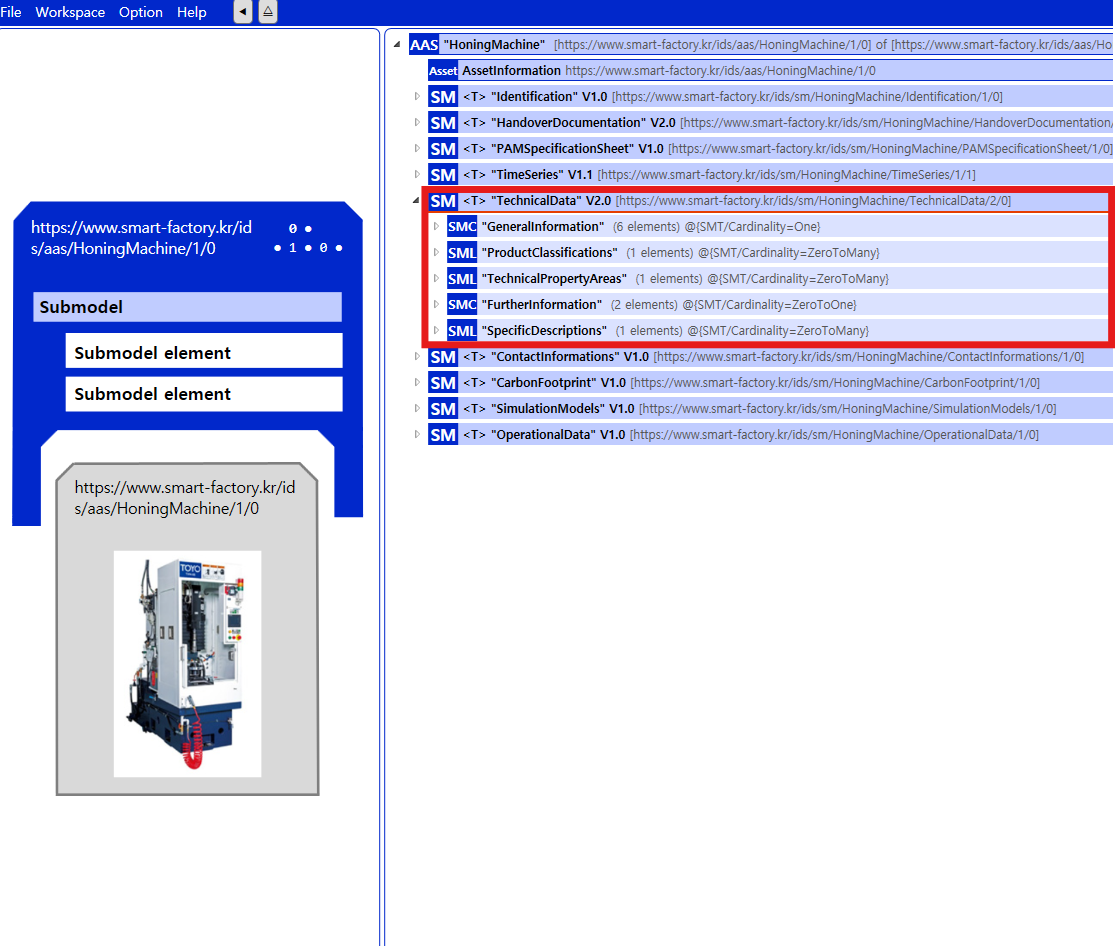 File Workspace Option Help
https://www.smart-factory.kr/id
s/aas/HoningMachine/1/0
0
1 0
Submodel
Submodel element
Submodel element
https://www.smart-factory.kr/id
s/aas/HoningMachine/1/0
TOYO
AAS "HoningMachine" [https://www.smart-factory.kr/ids/aas/HoningMachine/1/0] of [https://www.smart-factory.kr/ids/aas/Ho
Asset AssetInformation https://www.smart-factory.kr/ids/aas/HoningMachine/1/0
SM <T> "Identification" V1.0 [https://www.smart-factory.kr/ids/sm/HoningMachine/Identification/1/0]
SM <T> "HandoverDocumentation" V2.0 [https://www.smart-factory.kr/ids/sm/HoningMachine/HandoverDocumentation/
SM <T> "PAMSpecificationSheet" V1.0 [https://www.smart-factory.kr/ids/sm/HoningMachine/PAMSpecificationSheet/1/0]
SM <T> "TimeSeries" V1.1 [https://www.smart-factory.kr/ids/sm/HoningMachine/TimeSeries/1/1]
SM <T> "TechnicalData" V2.0 [https://www.smart-factory.kr/ids/sm/HoningMachine/TechnicalData/2/0]
SMC "GeneralInformation" (6 elements) @{SMT/Cardinality=One}
SML "ProductClassifications" (1 elements) @{SMT/Cardinality=ZeroToMany}
SML "TechnicalPropertyAreas" (1 elements) @{SMT/Cardinality=ZeroToMany}
SMC "FurtherInformation" (2 elements) @{SMT/Cardinality=ZeroToOne}
SML "SpecificDescriptions" (1 elements) @{SMT/Cardinality=ZeroToMany}
SM <T> "ContactInformations" V1.0 [https://www.smart-factory.kr/ids/sm/HoningMachine/ContactInformations/1/0]
SM <T> "CarbonFootprint" V1.0 [https://www.smart-factory.kr/ids/sm/HoningMachine/CarbonFootprint/1/0]
SM <T> "SimulationModels" V1.0 [https://www.smart-factory.kr/ids/sm/HoningMachine/SimulationModels/1/0]
SM <T> "OperationalData" V1.0 [https://www.smart-factory.kr/ids/sm/HoningMachine/OperationalData/1/0]